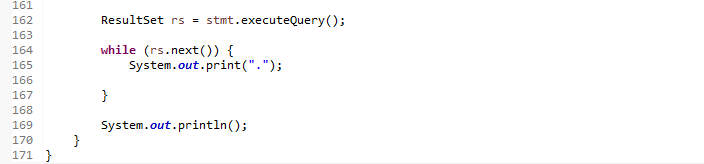 161
162 ResultSet rs = stmt.executeQuery();
163
164 while (rs.next()) {
165 System.out.print(".");
166
167 }
168
169 System.out.println();
170 }
171 }